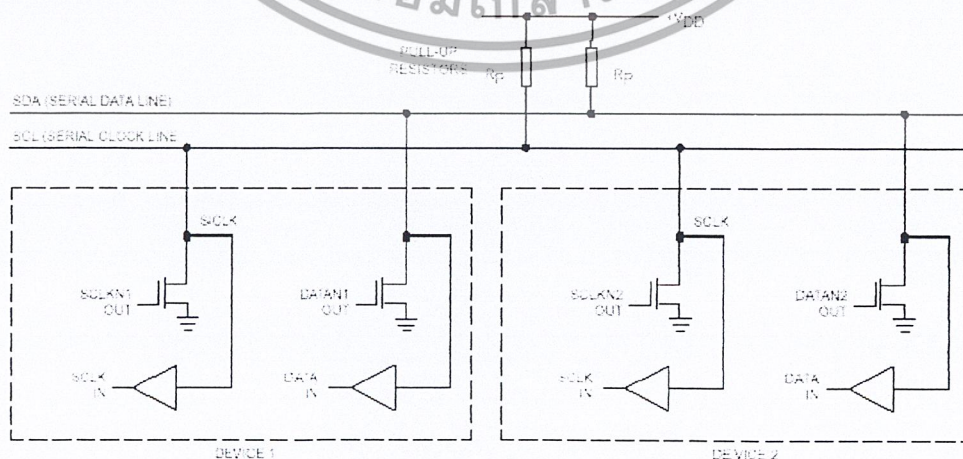 +VDD
PULL-UP
RESISTORS
Rp
Rp
SDA (SERIAL DATA LINE)
SCL (SERIAL CLOCK LINE
SCLK
SCLK
SCLKN1
OUT
DATAN1
OUT
SCLKN2
OUT
DATAN2
OUT
SCLK
IN
DATA
IN
SCLK
IN
DATA
IN
DEVICE 1
DEVICE 2